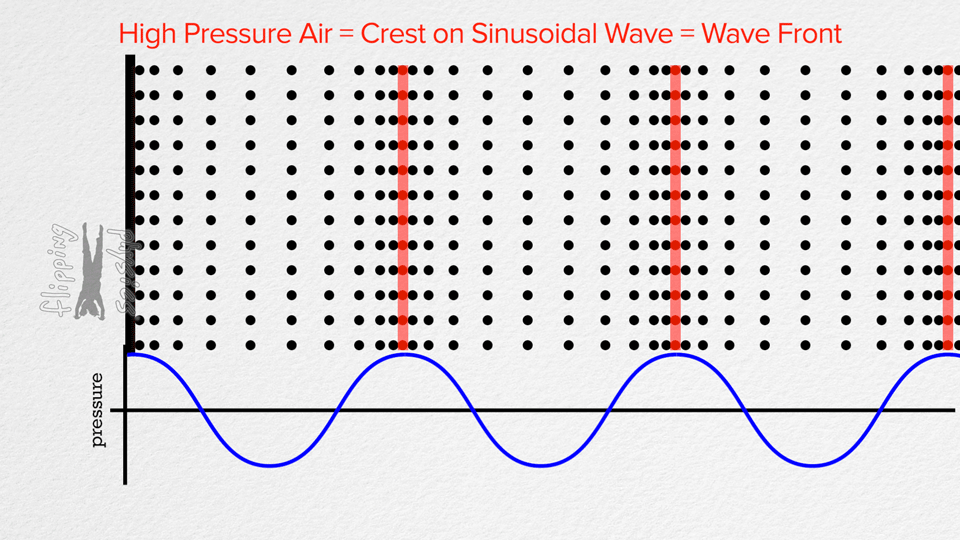 High Pressure Air = Crest on Sinusoidal Wave = Wave Front
flipping
physics
pressure